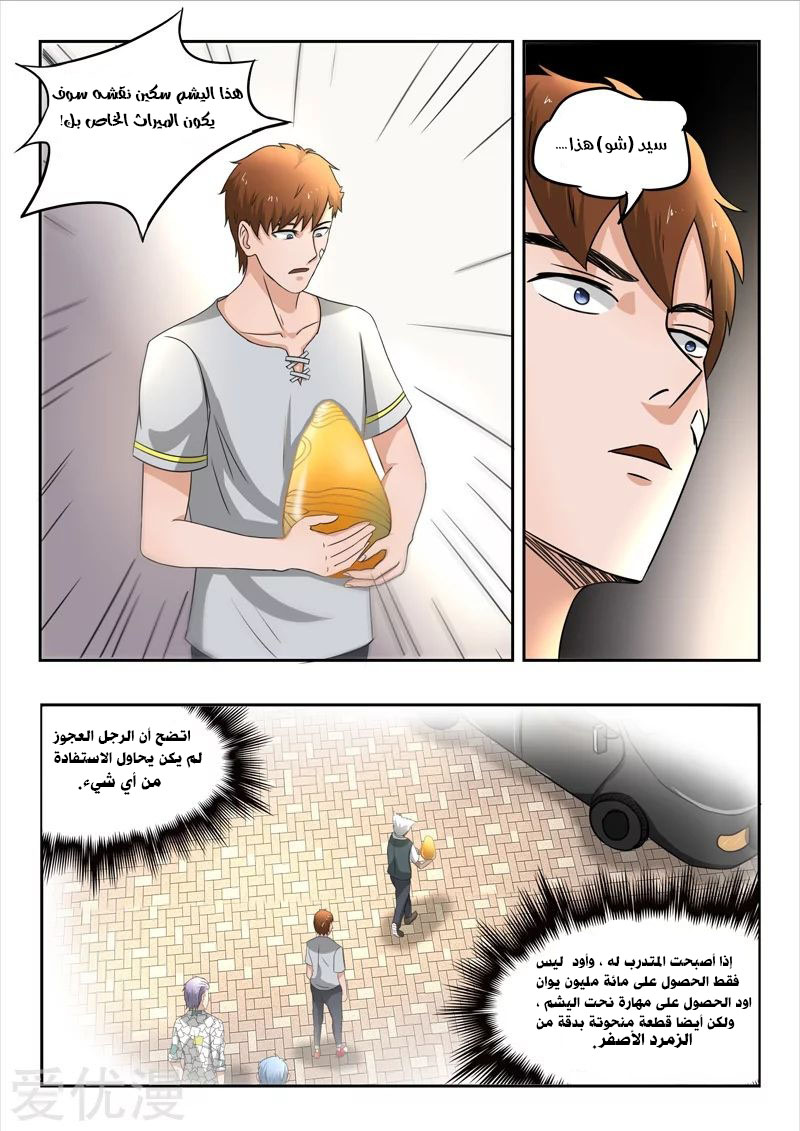 سيد (شو) هذا....
هذا اليشم سكين نقشه سوف
يكون الميراث الخاص بك!
اتضح أن الرجل العجوز
لم يكن يحاول الاستفادة
من أي شيء.
إذا أصبحت المتدرب له ، وأود ليس
فقط الحصول على مائة مليون يوان
اود الحصول على مهارة نحت اليشم ،
ولكن أيضا قطعة منحوتة بدقة من
الزمرد الأصفر.
爱优漫